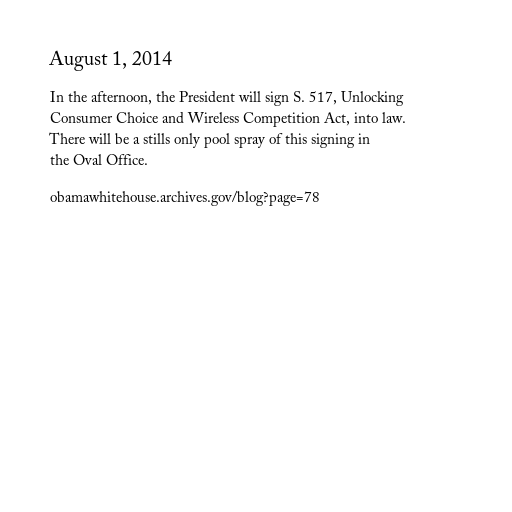 August 1, 2014
In the afternoon, the President will sign S. 517, Unlocking
Consumer Choice and Wireless Competition Act, into law.
There will be a stills only pool spray of this signing in
the Oval Office.
obamawhitehouse.archives.gov/blog?page=78